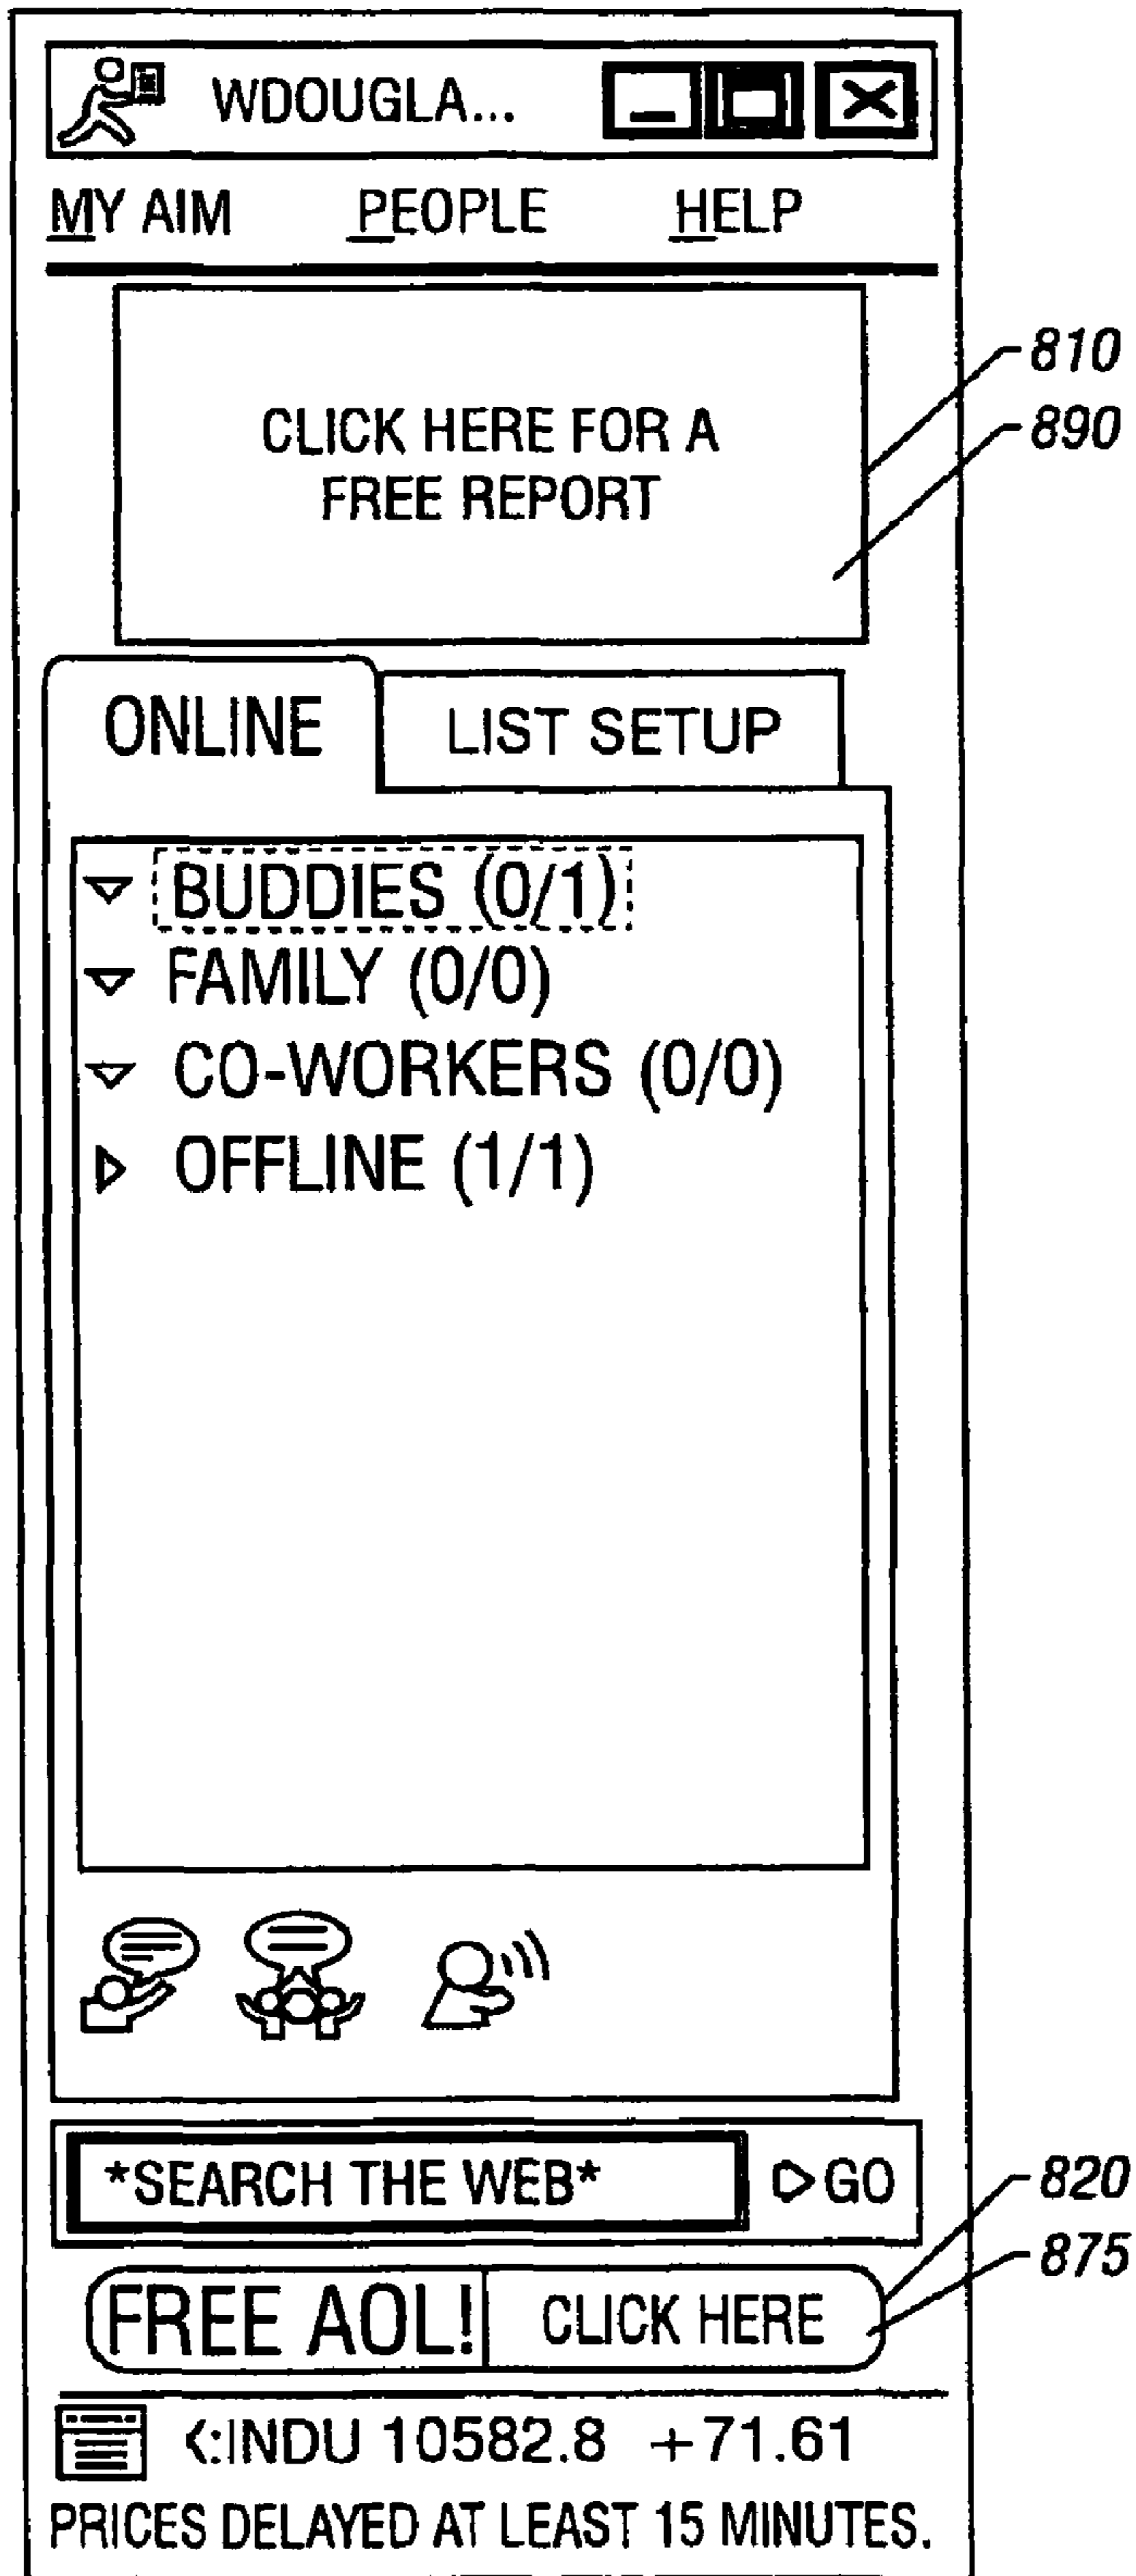 WDOUGLA...
MY AIM PEOPLE HELP
810
890
CLICK HERE FOR A
FREE REPORT
ONLINE LIST SETUP
BUDDIES (0/1)
FAMILY (0/0)
CO-WORKERS (0/0)
OFFLINE (1/1)
*SEARCH THE WEB* GO
820
875
FREE AOL! CLICK HERE
<:INDU 10582.8 +71.61
PRICES DELAYED AT LEAST 15 MINUTES.